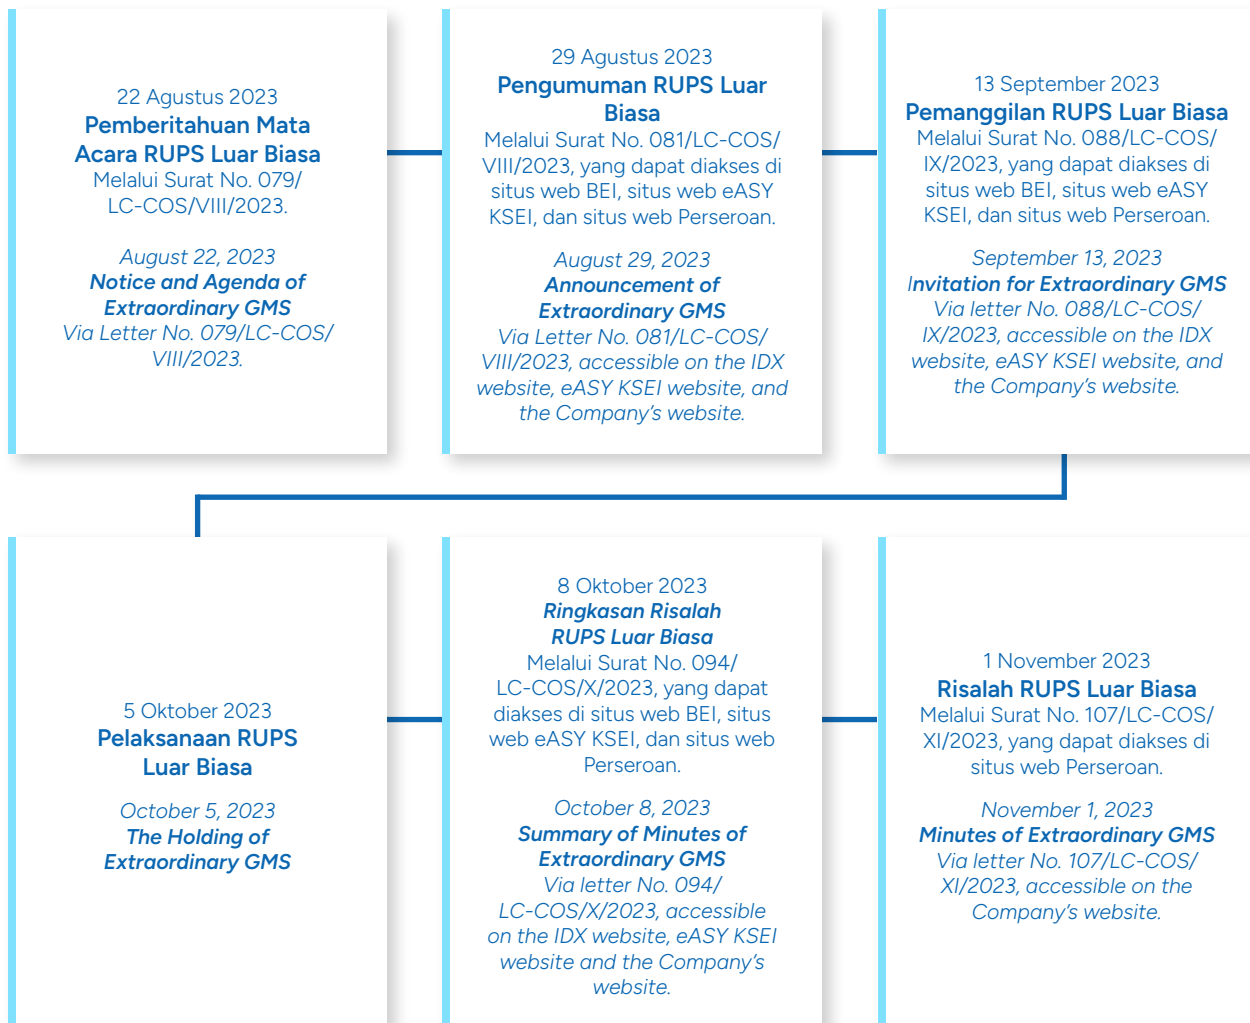 22 Agustus 2023
Pemberitahuan Mata
Acara RUPS Luar Biasa
Melalui Surat No. 079/
LC-COS/VIII/2023.
August 22, 2023
Notice and Agenda of
Extraordinary GMS
Via Letter No. 079/LC-COS/
VIII/2023.
29 Agustus 2023
Pengumuman RUPS Luar
Biasa
Melalui Surat No. 081/LC-COS/
VIII/2023, yang dapat diakses di
situs web BEI, situs web eASY
KSEI, dan situs web Perseroan.
August 29, 2023
Announcement of
Extraordinary GMS
Via Letter No. 081/LC-COS/
VIII/2023, accessible on the IDX
website, eASY KSEI website, and
the Company's website.
13 September 2023
Pemanggilan RUPS Luar Biasa
Melalui Surat No. 088/LC-COS/
IX/2023, yang dapat diakses di
situs web BEI, situs web eASY
KSEI, dan situs web Perseroan.
September 13, 2023
Invitation for Extraordinary GMS
Via letter No. 088/LC-COS/
IX/2023, accessible on the IDX
website, eASY KSEI website, and
the Company's website.
5 Oktober 2023
Pelaksanaan RUPS
Luar Biasa
October 5, 2023
The Holding of
Extraordinary GMS
8 Oktober 2023
Ringkasan Risalah
RUPS Luar Biasa
Melalui Surat No. 094/
LC-COS/X/2023, yang dapat
diakses di situs web BEI, situs
web eASY KSEI, dan situs web
Perseroan.
October 8, 2023
Summary of Minutes of
Extraordinary GMS
Via letter No. 094/
LC-COS/X/2023, accessible
on the IDX website, eASY KSEI
website and the Company's
website.
1 November 2023
Risalah RUPS Luar Biasa
Melalui Surat No. 107/LC-COS/
XI/2023, yang dapat diakses di
situs web Perseroan.
November 1, 2023
Minutes of Extraordinary GMS
Via letter No. 107/LC-COS/
XI/2023, accessible on the
Company's website.